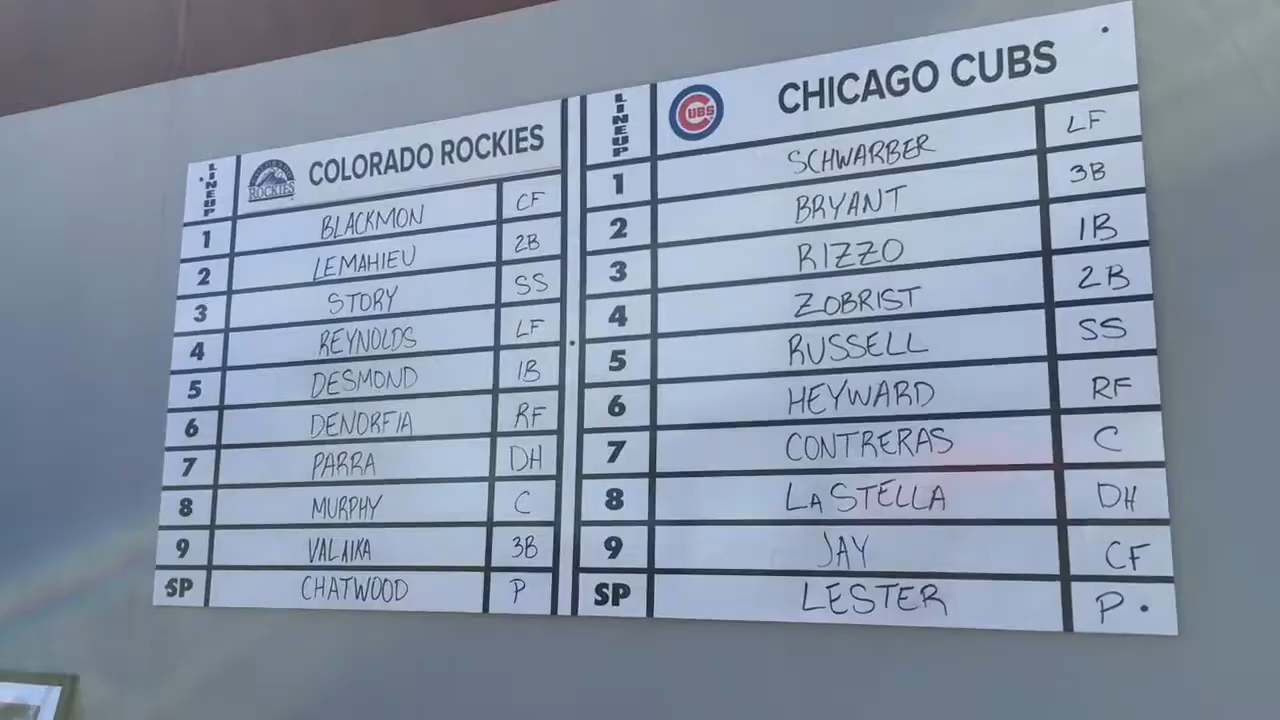 LINEUP ROCKIES COLORADO ROCKIES
1 BLACKMON CF
2 LEMAHIEU 2B
3 STORY SS
4 REYNOLDS LF
5 DESMOND 1B
6 DENORFIA RF
7 PARRA DH
8 MURPHY C
9 VALAIKA 3B
SP CHATWOOD P
LINEUP CUBS CHICAGO CUBS
1 SCHWARBER LF
2 BRYANT 3B
3 RIZZO 1B
4 ZOBRIST 2B
5 RUSSELL SS
6 HEYWARD RF
7 CONTRERAS C
8 LA STELLA DH
9 JAY CF
SP LESTER P